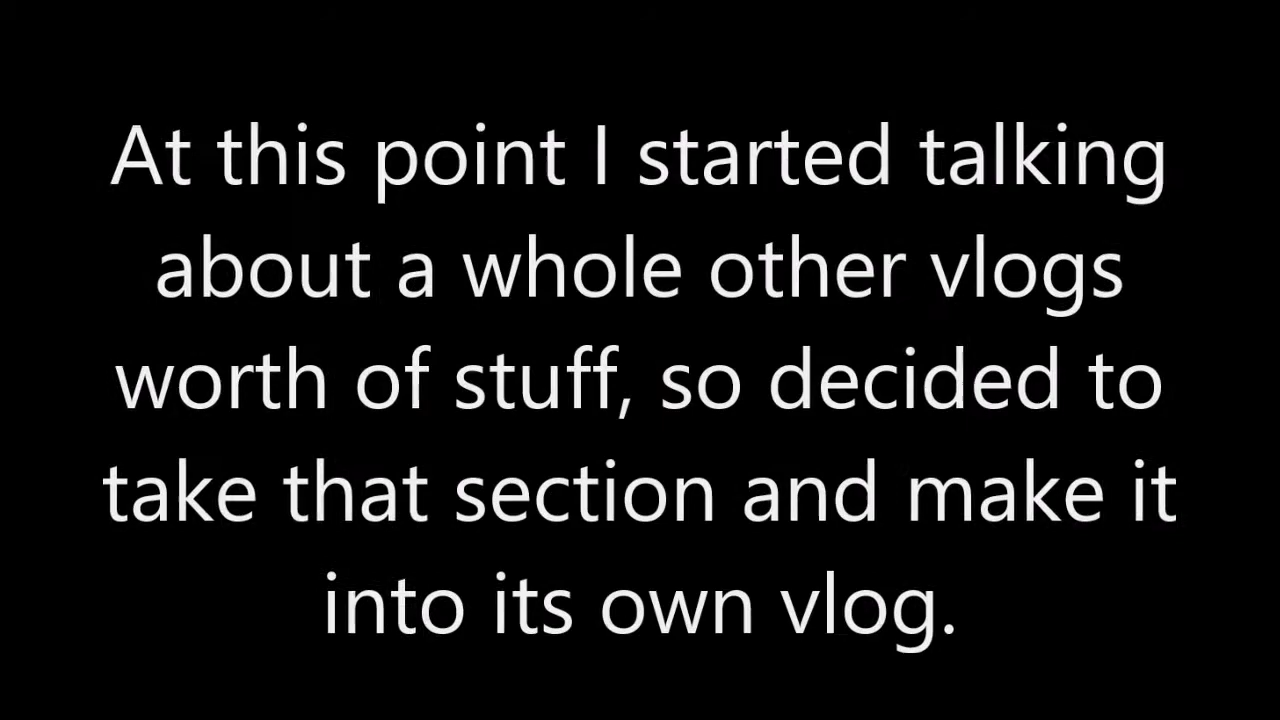 At this point I started talking
about a whole other vlogs
worth of stuff, so decided to
take that section and make it
into its own vlog.